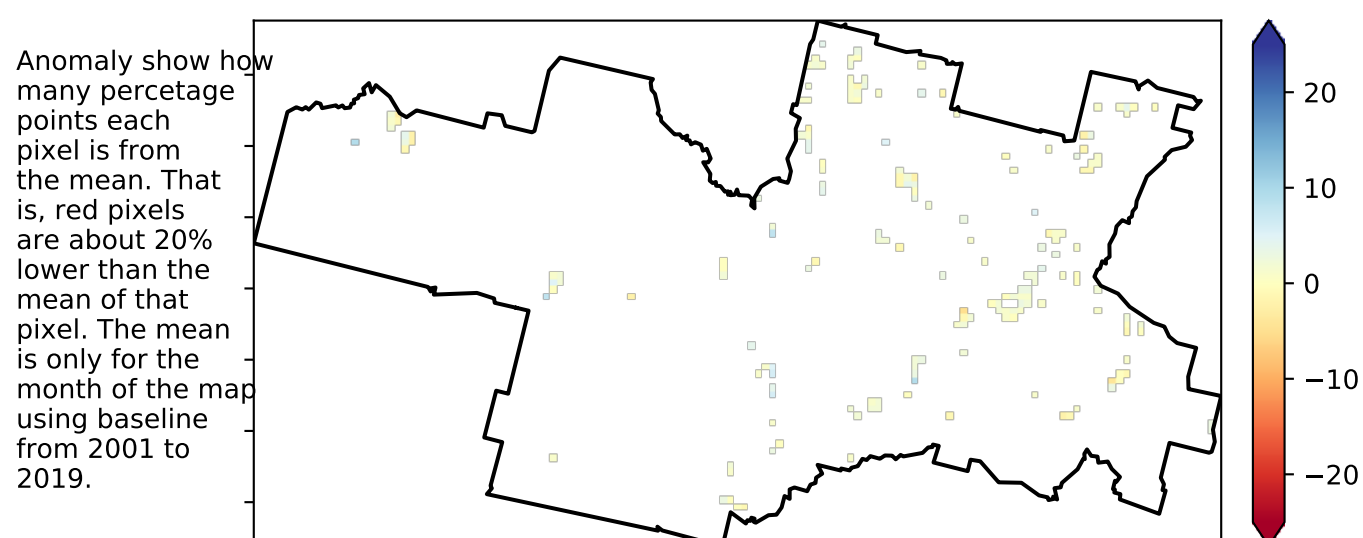 Anomaly show how
many percetage
points each
pixel is from
the mean. That
is, red pixels
are about 20%
lower than the
mean of that
pixel. The mean
is only for the
month of the map
using baseline
from 2001 to
2019.
20
10
0
−10
−20